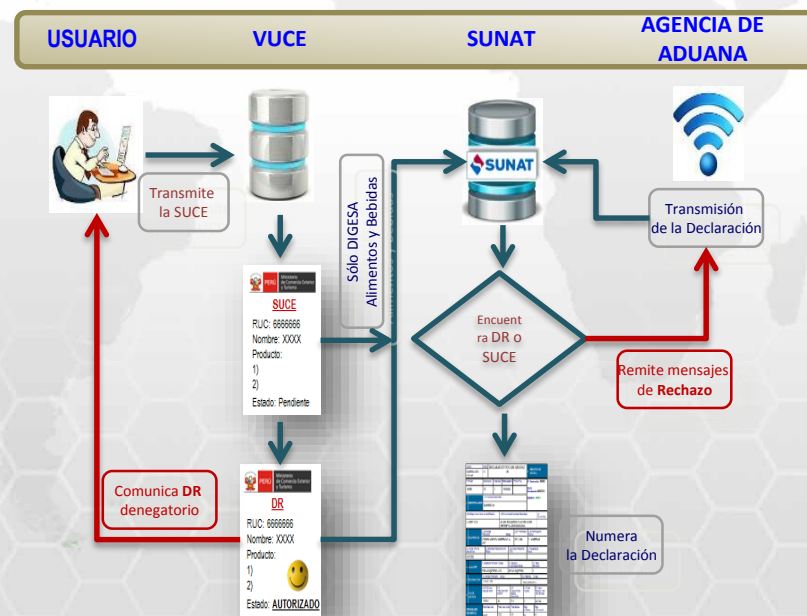 USUARIO
VUCE
SUNAT
AGENCIA DE
ADUANA
Transmite
la SUCE
Sólo DIGESA
Alimentos y Bebidas
SUNAT
Transmisión
de la Declaración
PERÚ
Ministerio
de Comercio Exterior
y Turismo
SUCE
RUC: 6666666
Nombre: XXXX
Producto:
1)
2)
Estado: Pendiente
Encuent
ra DR o
SUCE
Remite mensajes
de Rechazo
Comunica DR
denegatorio
PERÚ
Ministerio
de Comercio Exterior
y Turismo
DR
RUC: 6666666
Nombre: XXXX
Producto:
1)
2)
Estado: AUTORIZADO
Numera
la Declaración